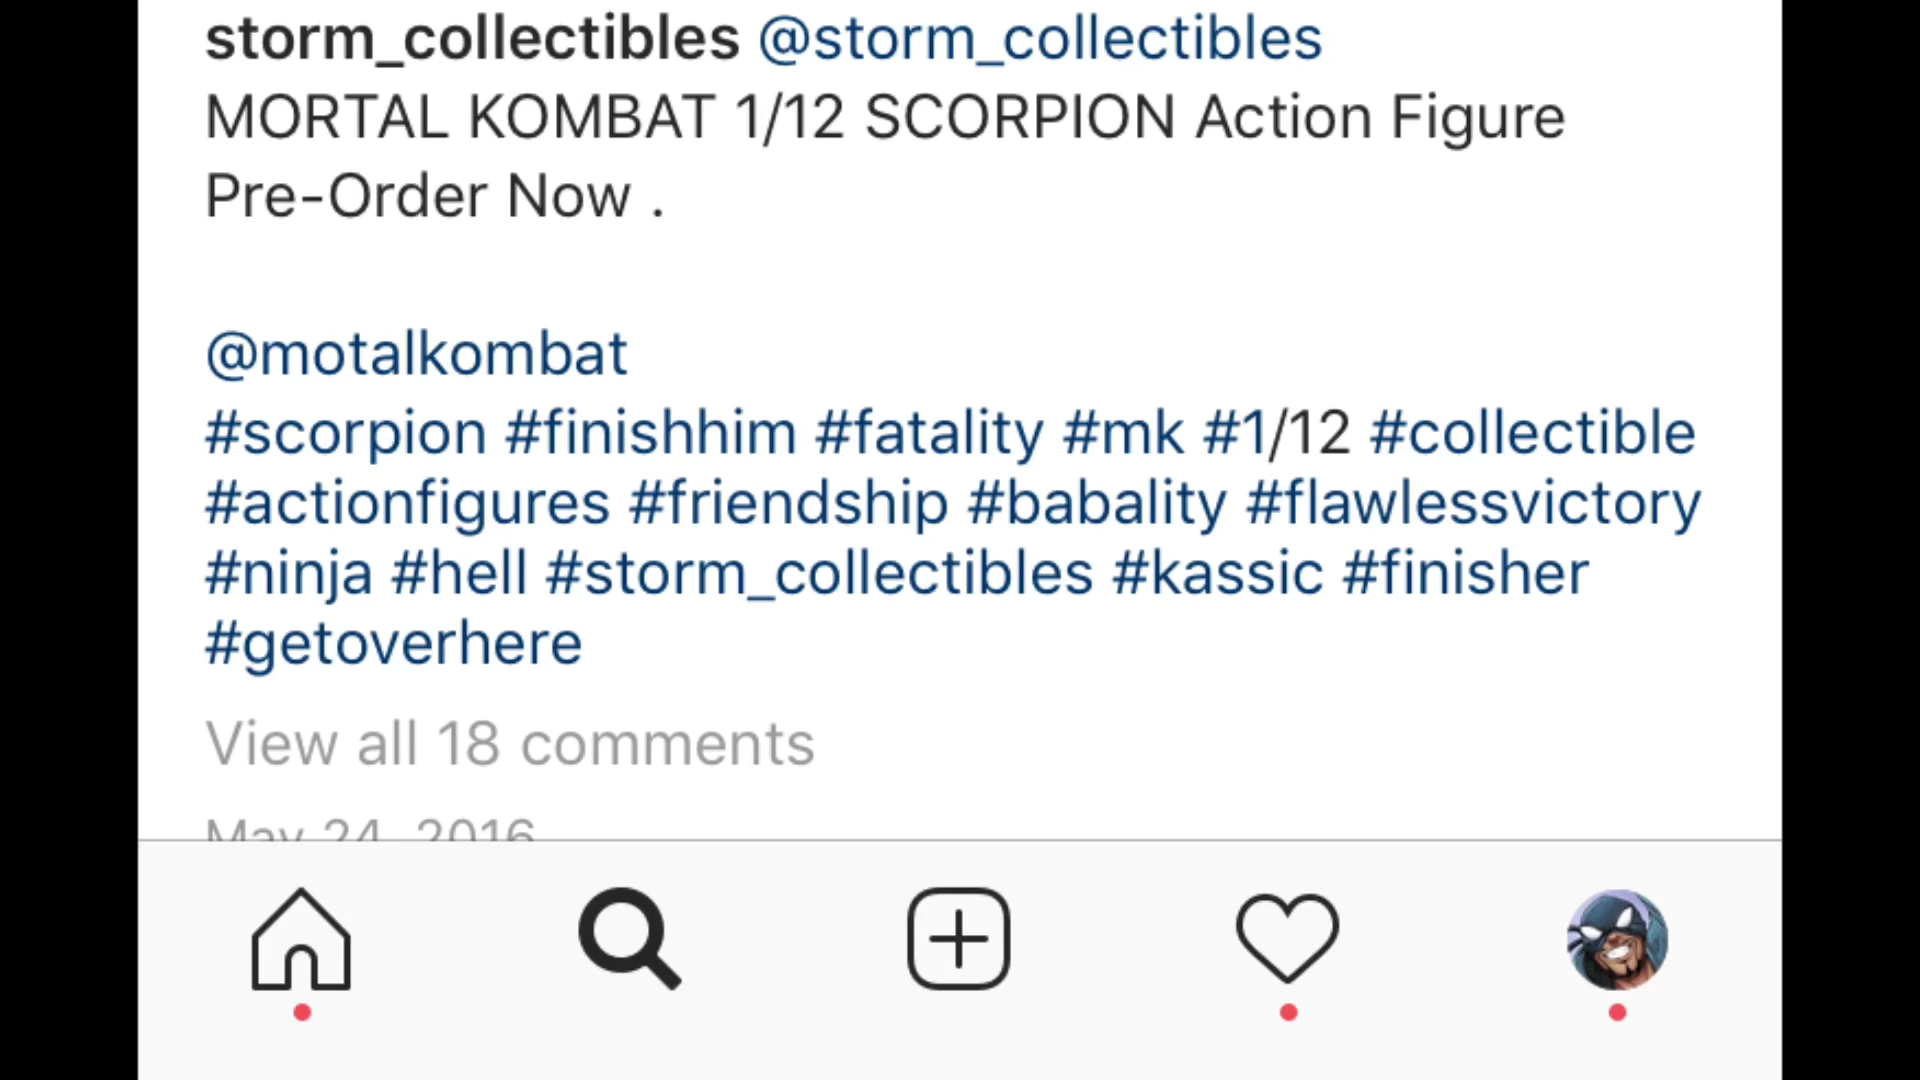 storm_collectibles @storm_collectibles
MORTAL KOMBAT 1/12 SCORPION Action Figure
Pre-Order Now .
@motalkombat
#scorpion #finishhim #fatality #mk #1/12 #collectible
#actionfigures #friendship #babality #flawlessvictory
#ninja #hell #storm_collectibles #kassic #finisher
#getoverhere
View all 18 comments
May 24, 2016